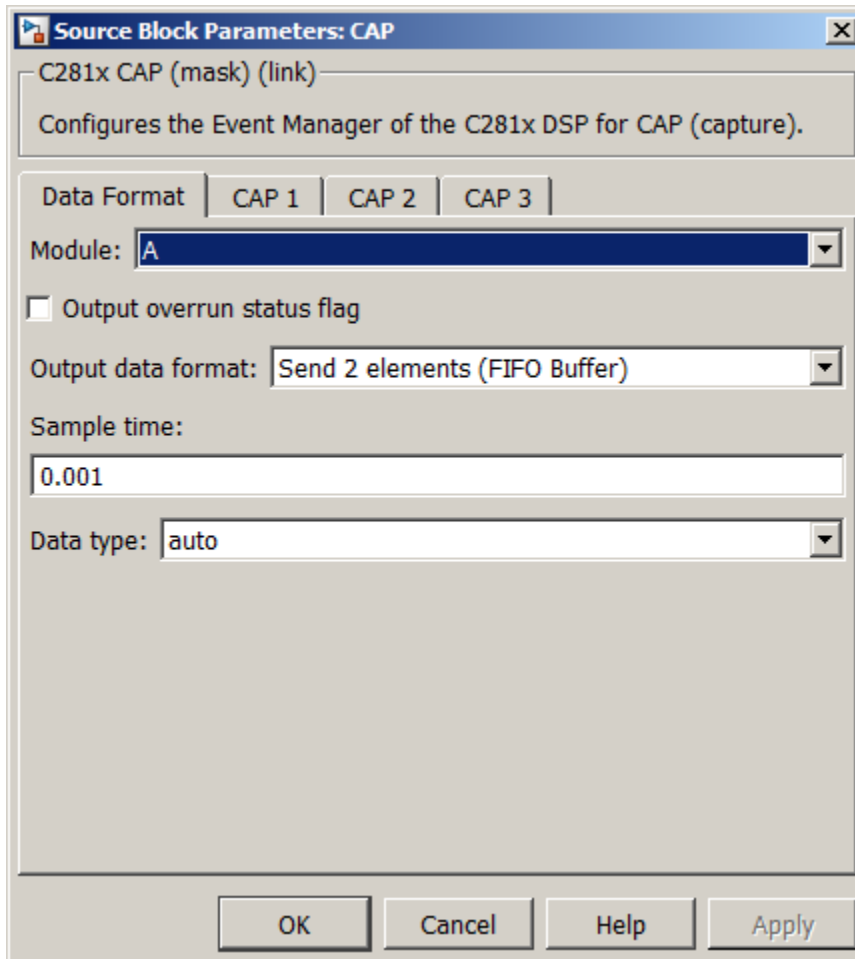 Source Block Parameters: CAP
C281x CAP (mask) (link)
Configures the Event Manager of the C281x DSP for CAP (capture).
Data Format CAP 1 CAP 2 CAP 3
Module: A
Output overrun status flag
Output data format: Send 2 elements (FIFO Buffer)
Sample time:
0.001
Data type: auto
OK Cancel Help Apply